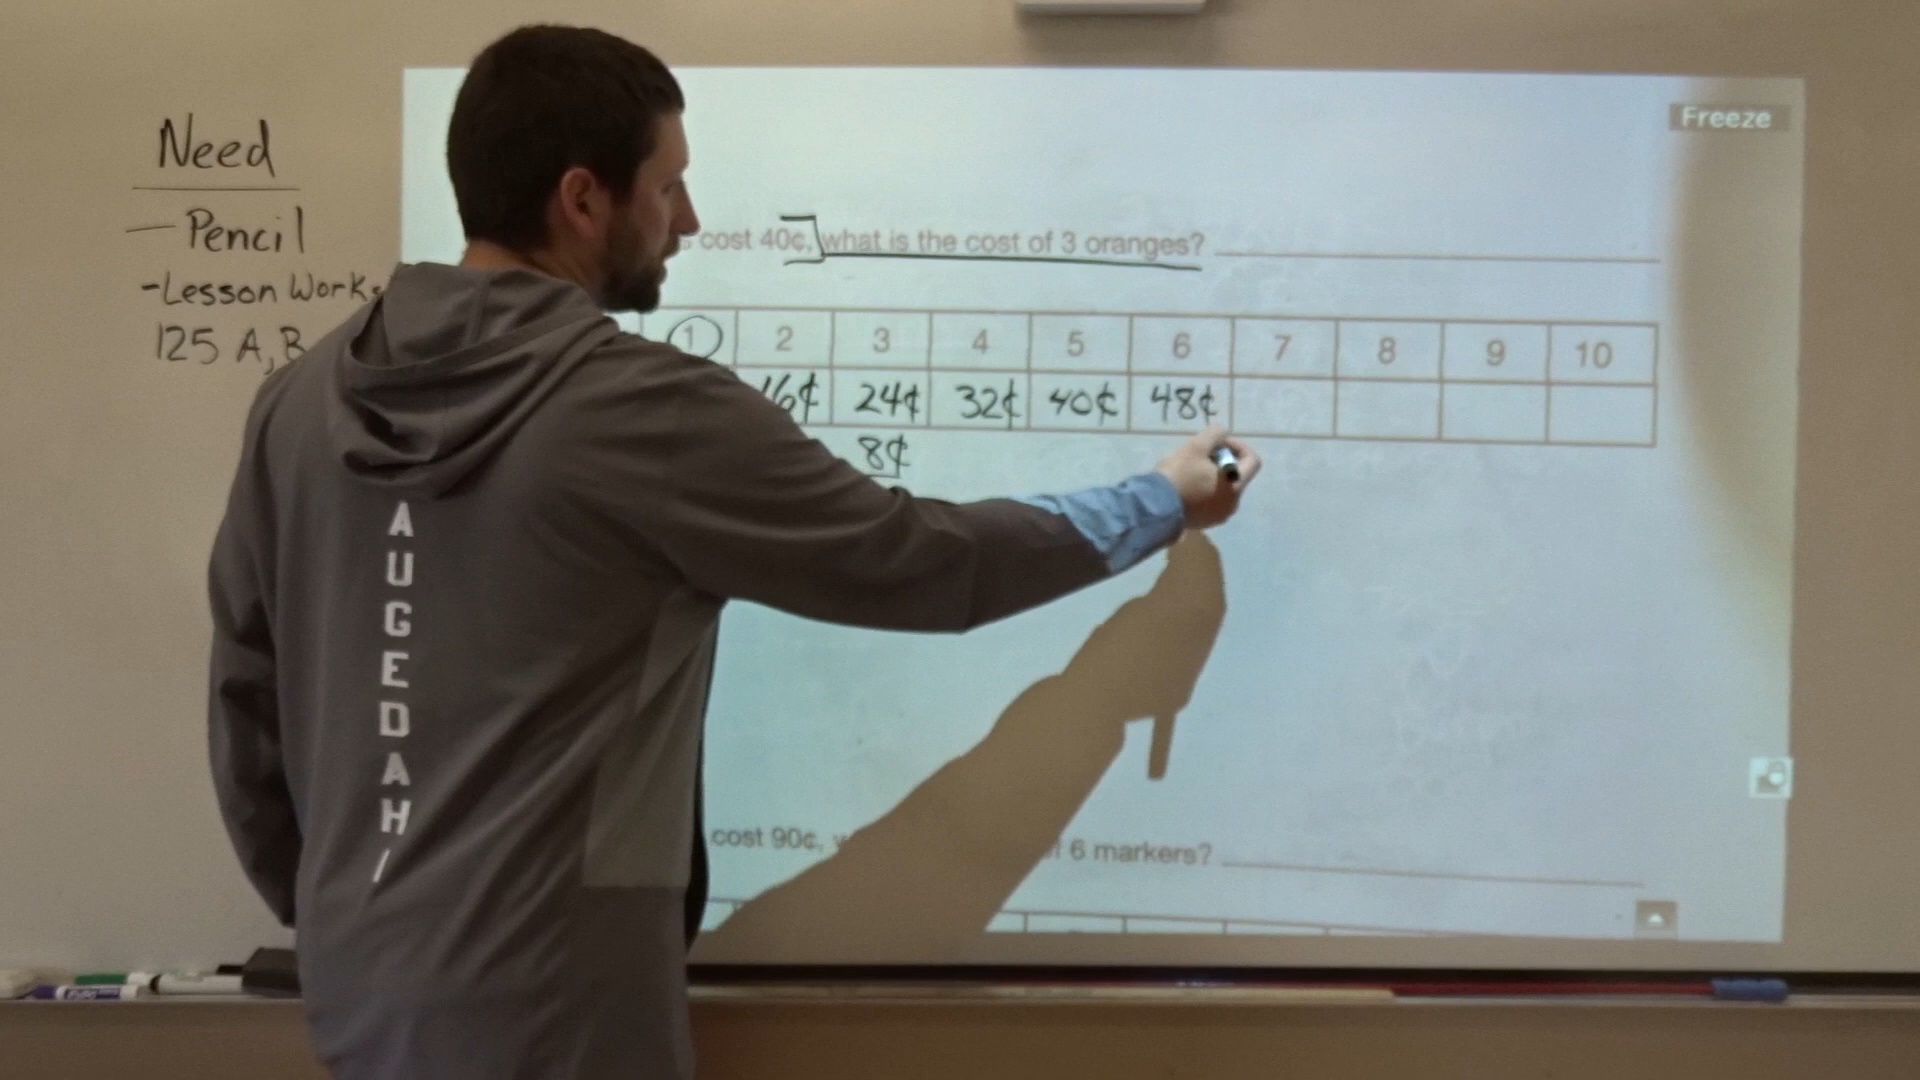 Need
- Pencil
- Lesson Work
125 A, B
Freeze
cost 40¢, what is the cost of 3 oranges?
1 2 3 4 5 6 7 8 9 10
16¢ 24¢ 32¢ 40¢ 48¢
8¢
A
U
G
E
D
A
H
/
cost 90¢, 6 markers?